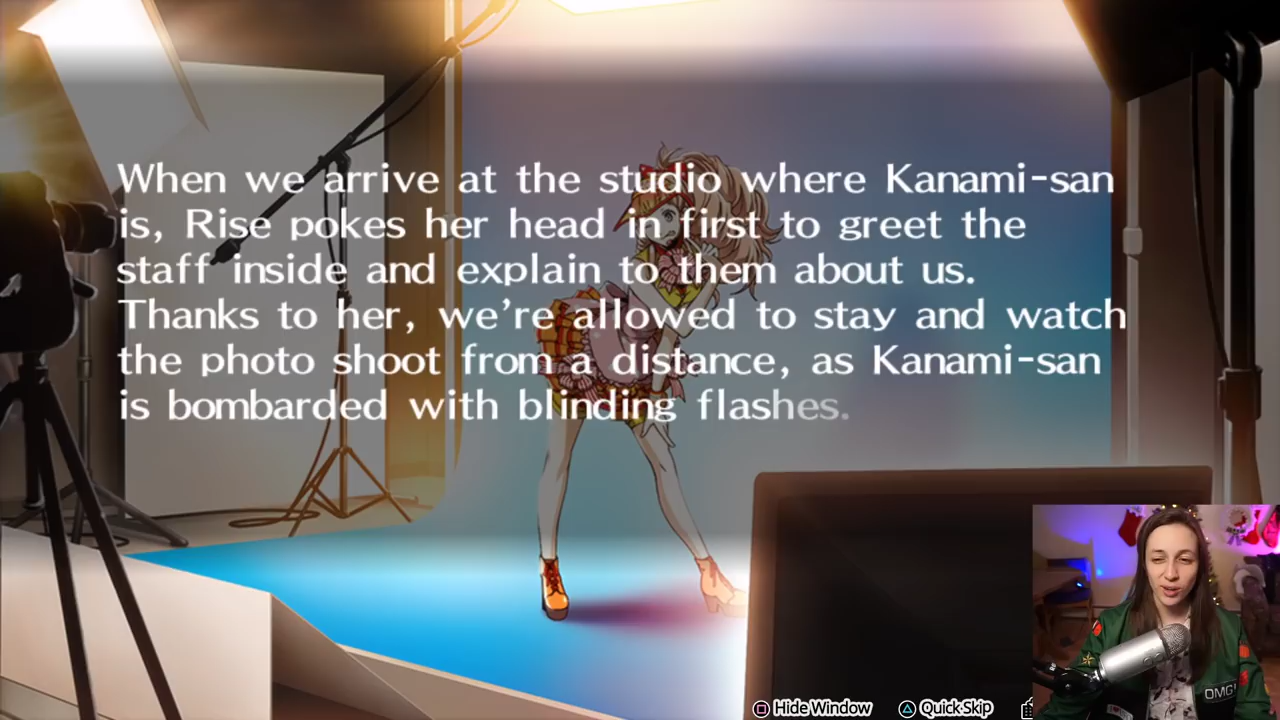 When we arrive at the studio where Kanami-san
is, Rise pokes her head in first to greet the
staff inside and explain to them about us.
Thanks to her, we're allowed to stay and watch
the photo shoot from a distance, as Kanami-san
is bombarded with blinding flashes.
OMG!
Hide Window
Quick Skip